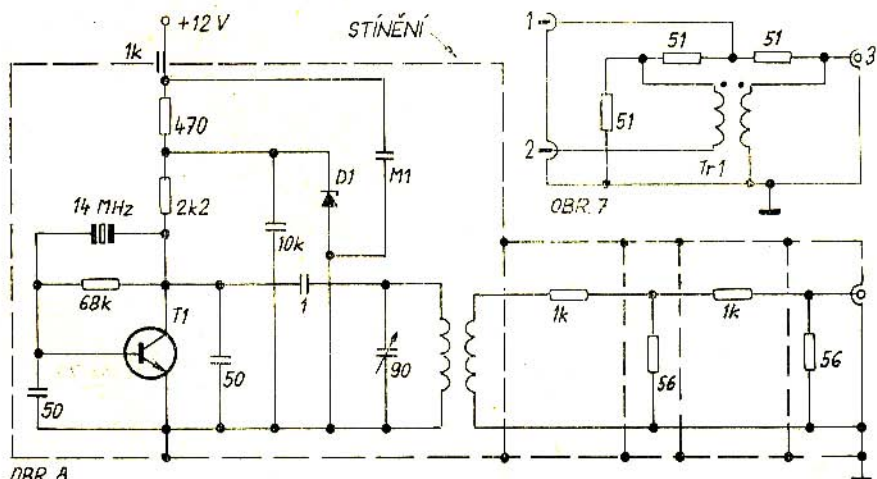 +12 V
1k
STÍNĚNÍ
470
D1
M1
14 MHz
2k2
10k
68k
T1
1
50
50
90
1
51
51
3
51
2
Tr1
OBR. 7
1k
1k
56
56
OBR. A